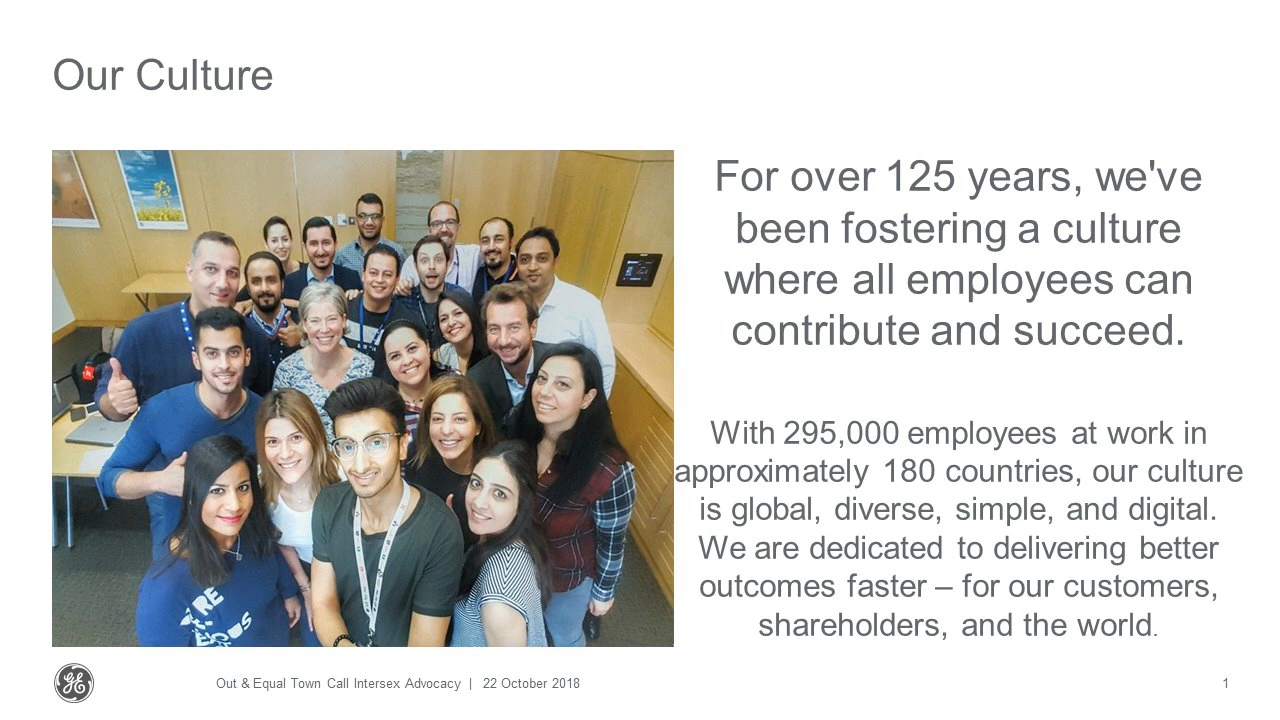 Our Culture
For over 125 years, we've
been fostering a culture
where all employees can
contribute and succeed.
With 295,000 employees at work in
approximately 180 countries, our culture
is global, diverse, simple, and digital.
We are dedicated to delivering better
outcomes faster – for our customers,
shareholders, and the world.
GE
Out & Equal Town Call Intersex Advocacy | 22 October 2018
1